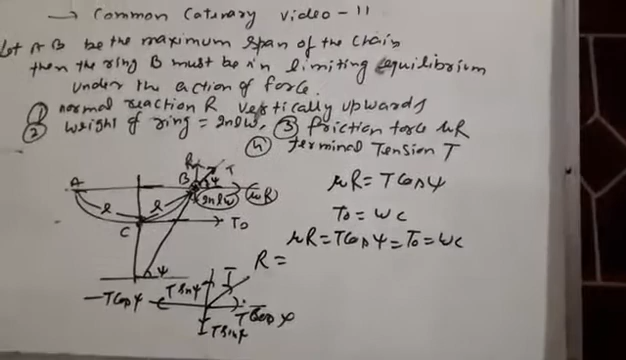 → Common Catenary video - 11
Let AB be the maximum span of the chain
then the ring B must be in limiting equilibrium
under the action of force.
① normal reaction R vertically upwards
② weight of ring = 2nlw, ③ friction force μR
④ terminal Tension T
R T
A B ψ
2nlw μR
l l
C T₀
ψ
μR = T Cos ψ
T₀ = wc
μR = T Cos ψ = T₀ = wc
R =
T Sin ψ T
-T Cos ψ T Cos ψ
T Sin ψ